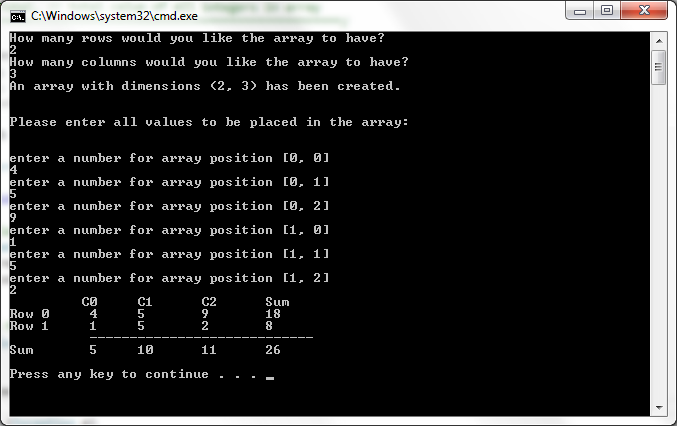 C:\Windows\system32\cmd.exe
How many rows would you like the array to have?
2
How many columns would you like the array to have?
3
An array with dimensions (2, 3) has been created.
Please enter all values to be placed in the array:
enter a number for array position [0, 0]
4
enter a number for array position [0, 1]
5
enter a number for array position [0, 2]
9
enter a number for array position [1, 0]
1
enter a number for array position [1, 1]
5
enter a number for array position [1, 2]
2
C0 C1 C2 Sum
Row 0 4 5 9 18
Row 1 1 5 2 8
----------------------------
Sum 5 10 11 26
Press any key to continue . . . _